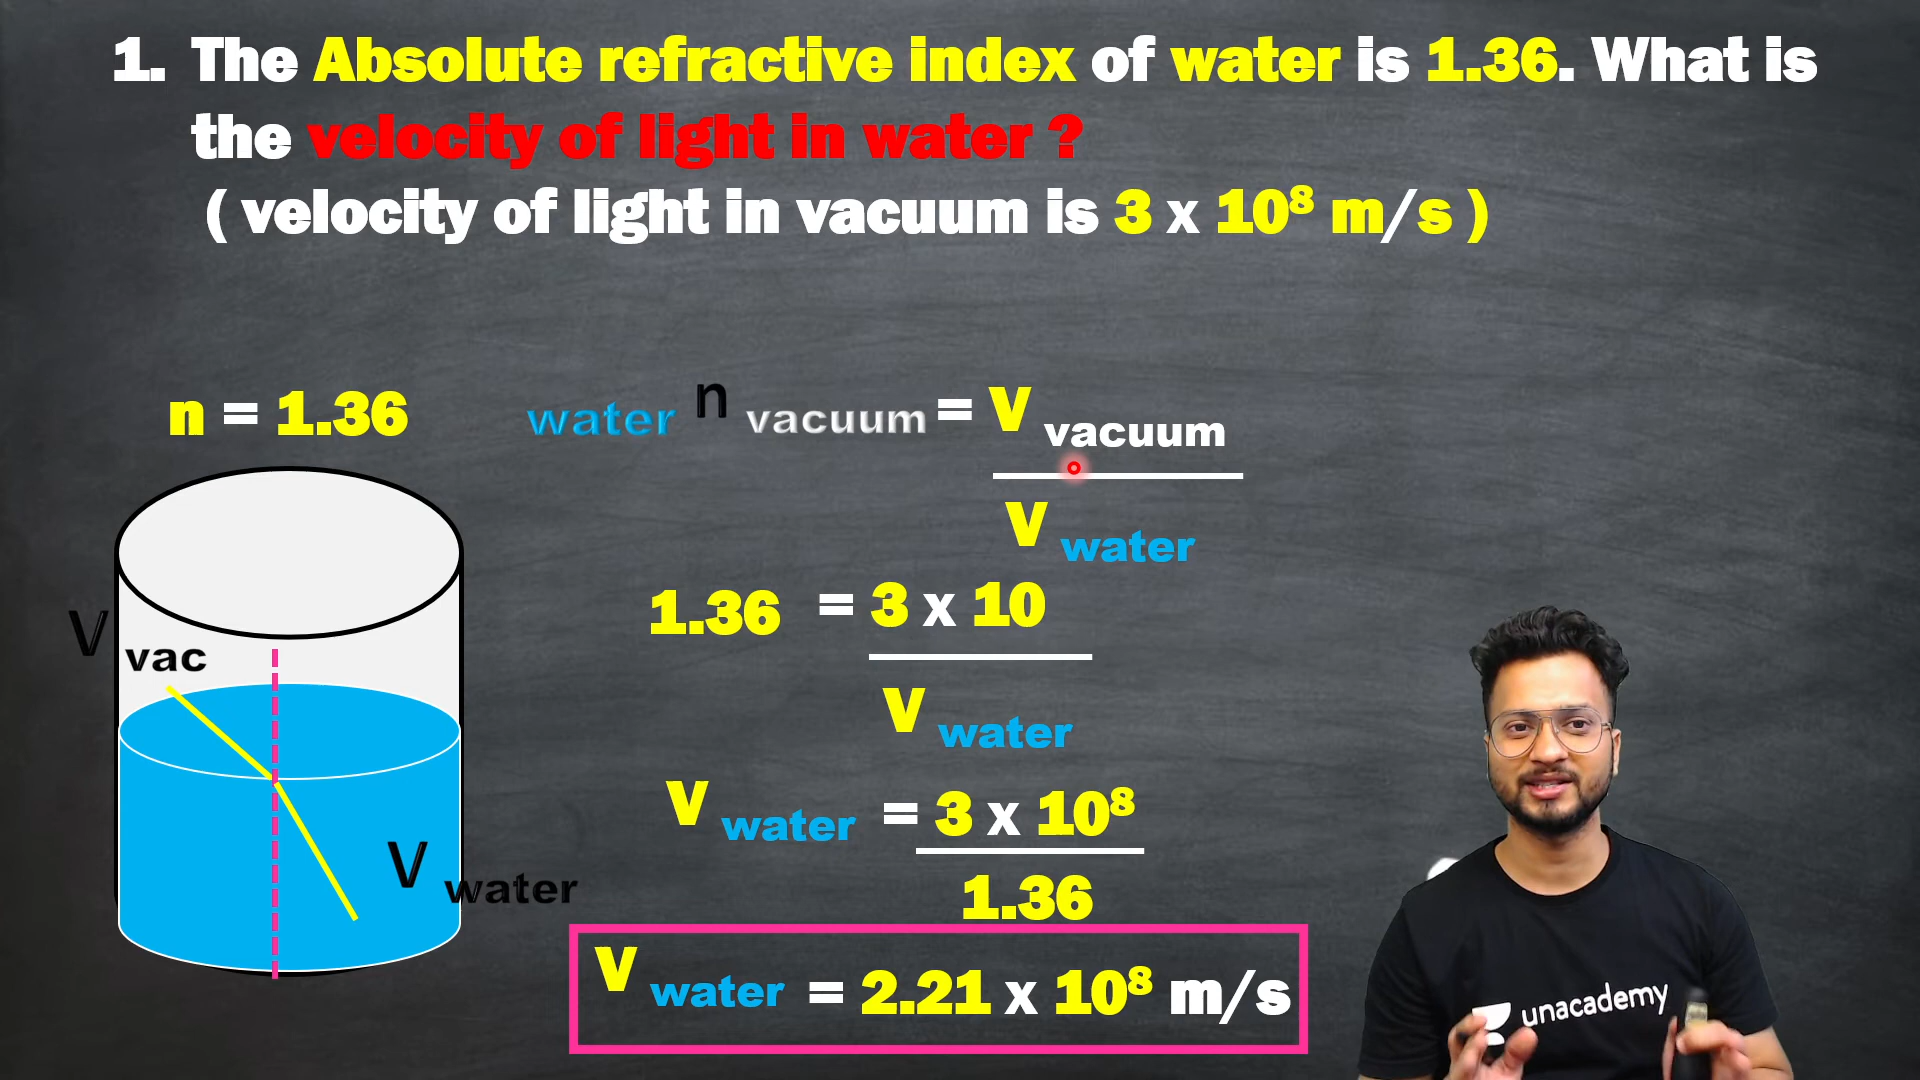 1. The Absolute refractive index of water is 1.36. What is
the velocity of light in water ?
( velocity of light in vacuum is 3 x 10⁸ m/s )
n = 1.36
water n vacuum = V vacuum
V water
1.36 = 3 x 10
V water
V water = 3 x 10⁸
1.36
V water = 2.21 x 10⁸ m/s
V vac
V water
unacademy